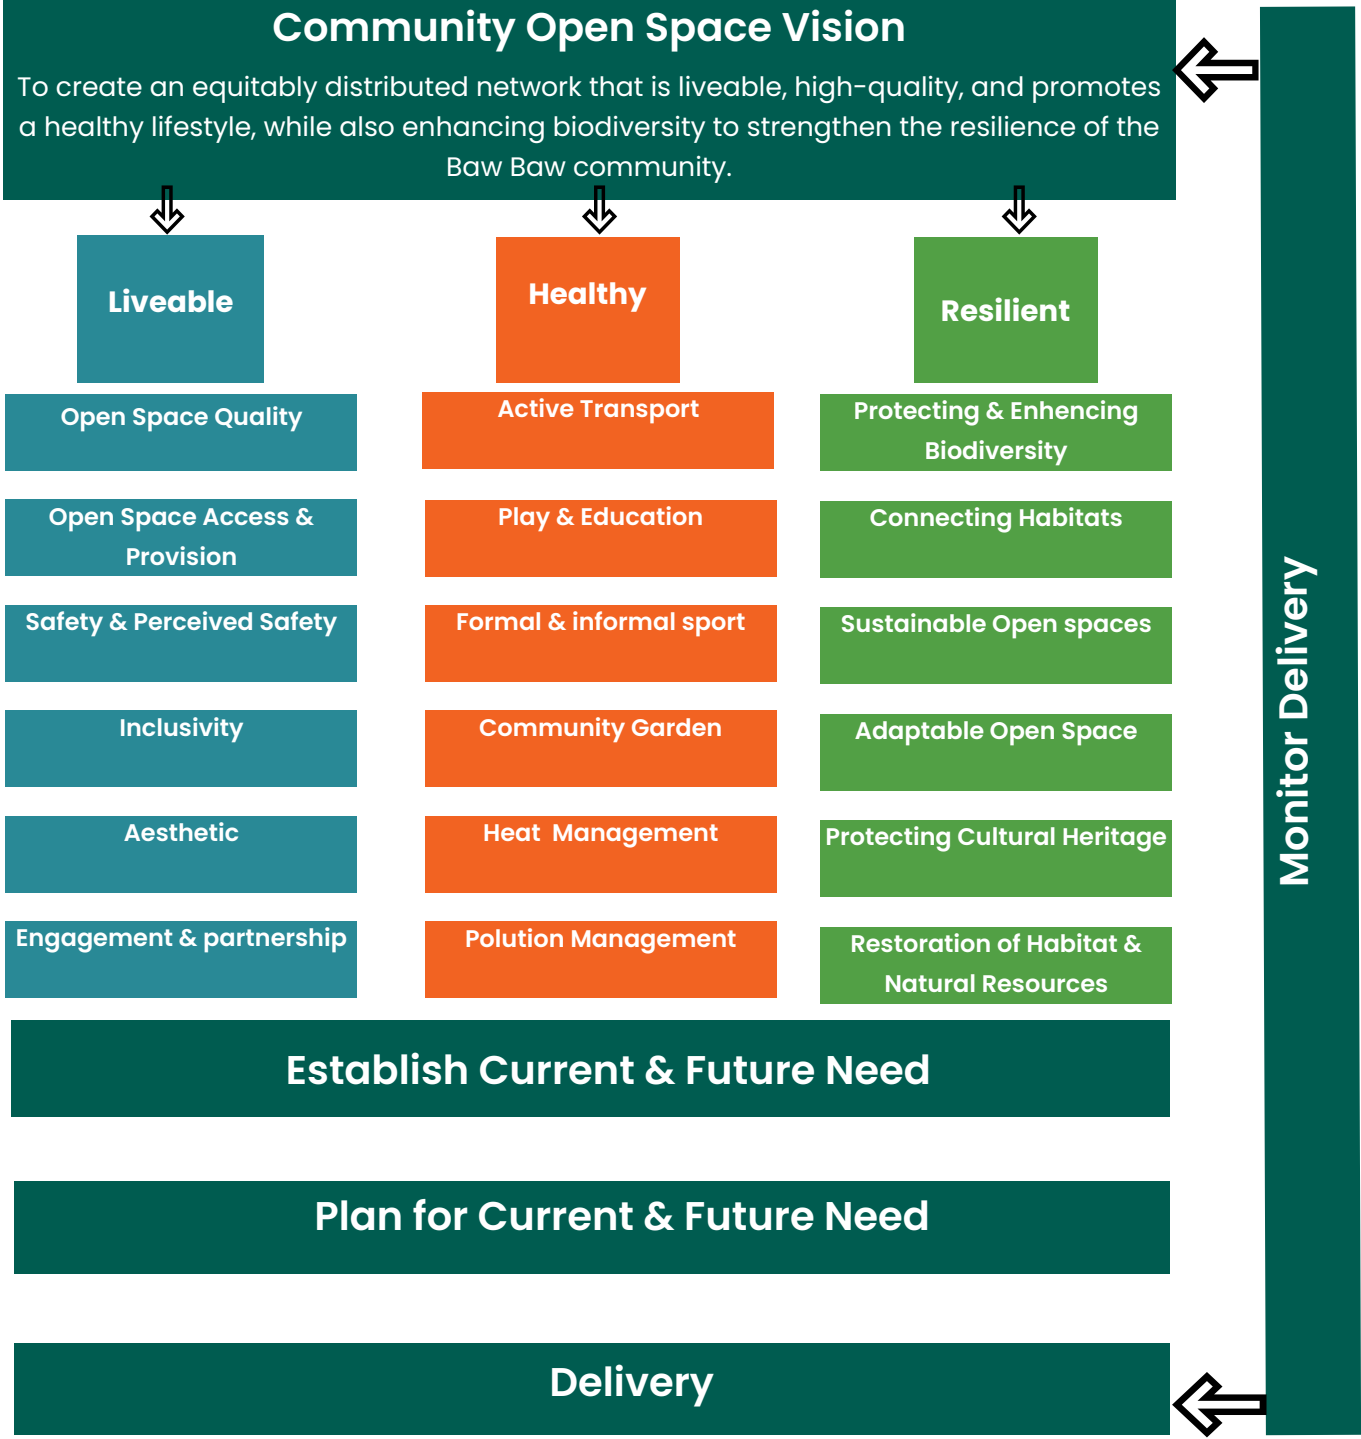 Community Open Space Vision
To create an equitably distributed network that is liveable, high-quality, and promotes
a healthy lifestyle, while also enhancing biodiversity to strengthen the resilience of the
Baw Baw community.
Liveable
Healthy
Resilient
Open Space Quality
Open Space Access &
Provision
Safety & Perceived Safety
Inclusivity
Aesthetic
Engagement & partnership
Active Transport
Play & Education
Formal & informal sport
Community Garden
Heat  Management
Polution Management
Protecting & Enhencing
Biodiversity
Connecting Habitats
Sustainable Open spaces
Adaptable Open Space
Protecting Cultural Heritage
Restoration of Habitat &
Natural Resources
Establish Current & Future Need
Plan for Current & Future Need
Delivery
Monitor Delivery